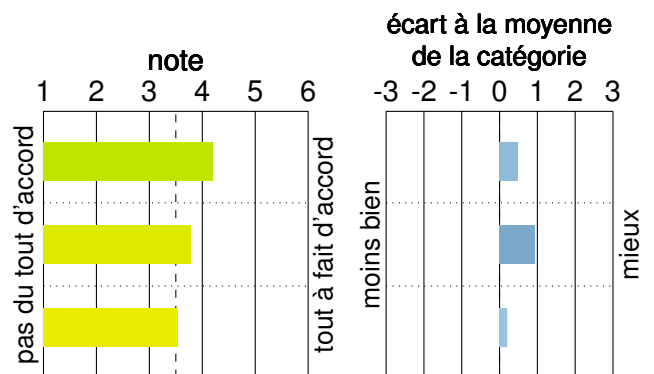 note
1 2 3 4 5 6
pas du tout d'accord
tout à fait d'accord
écart à la moyenne
de la catégorie
-3 -2 -1 0 1 2 3
moins bien
mieux